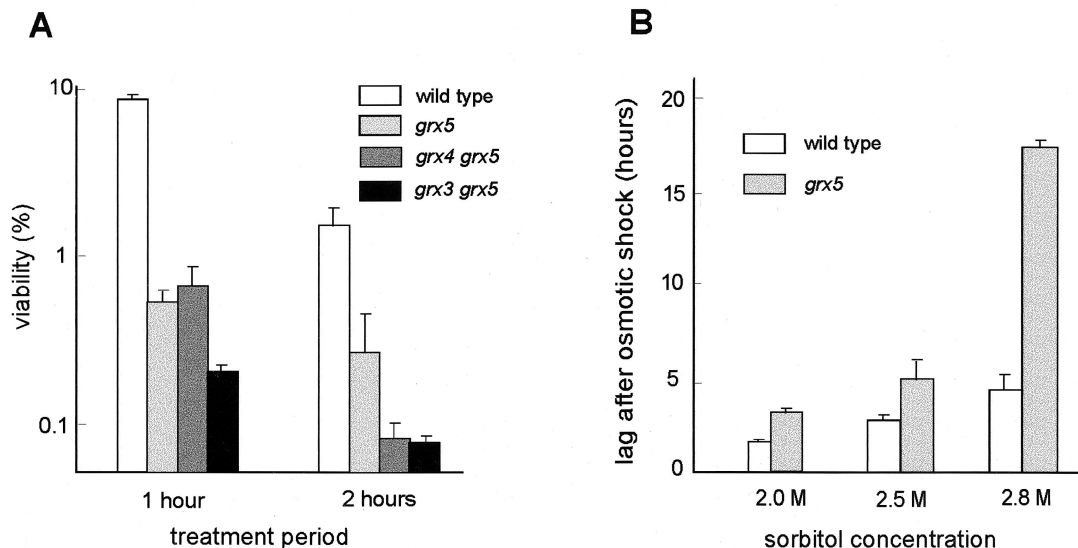 A
viability (%)
10
1
0.1
wild type
grx5
grx4 grx5
grx3 grx5
1 hour
2 hours
treatment period
B
lag after osmotic shock (hours)
20
15
10
5
0
wild type
grx5
2.0 M
2.5 M
2.8 M
sorbitol concentration